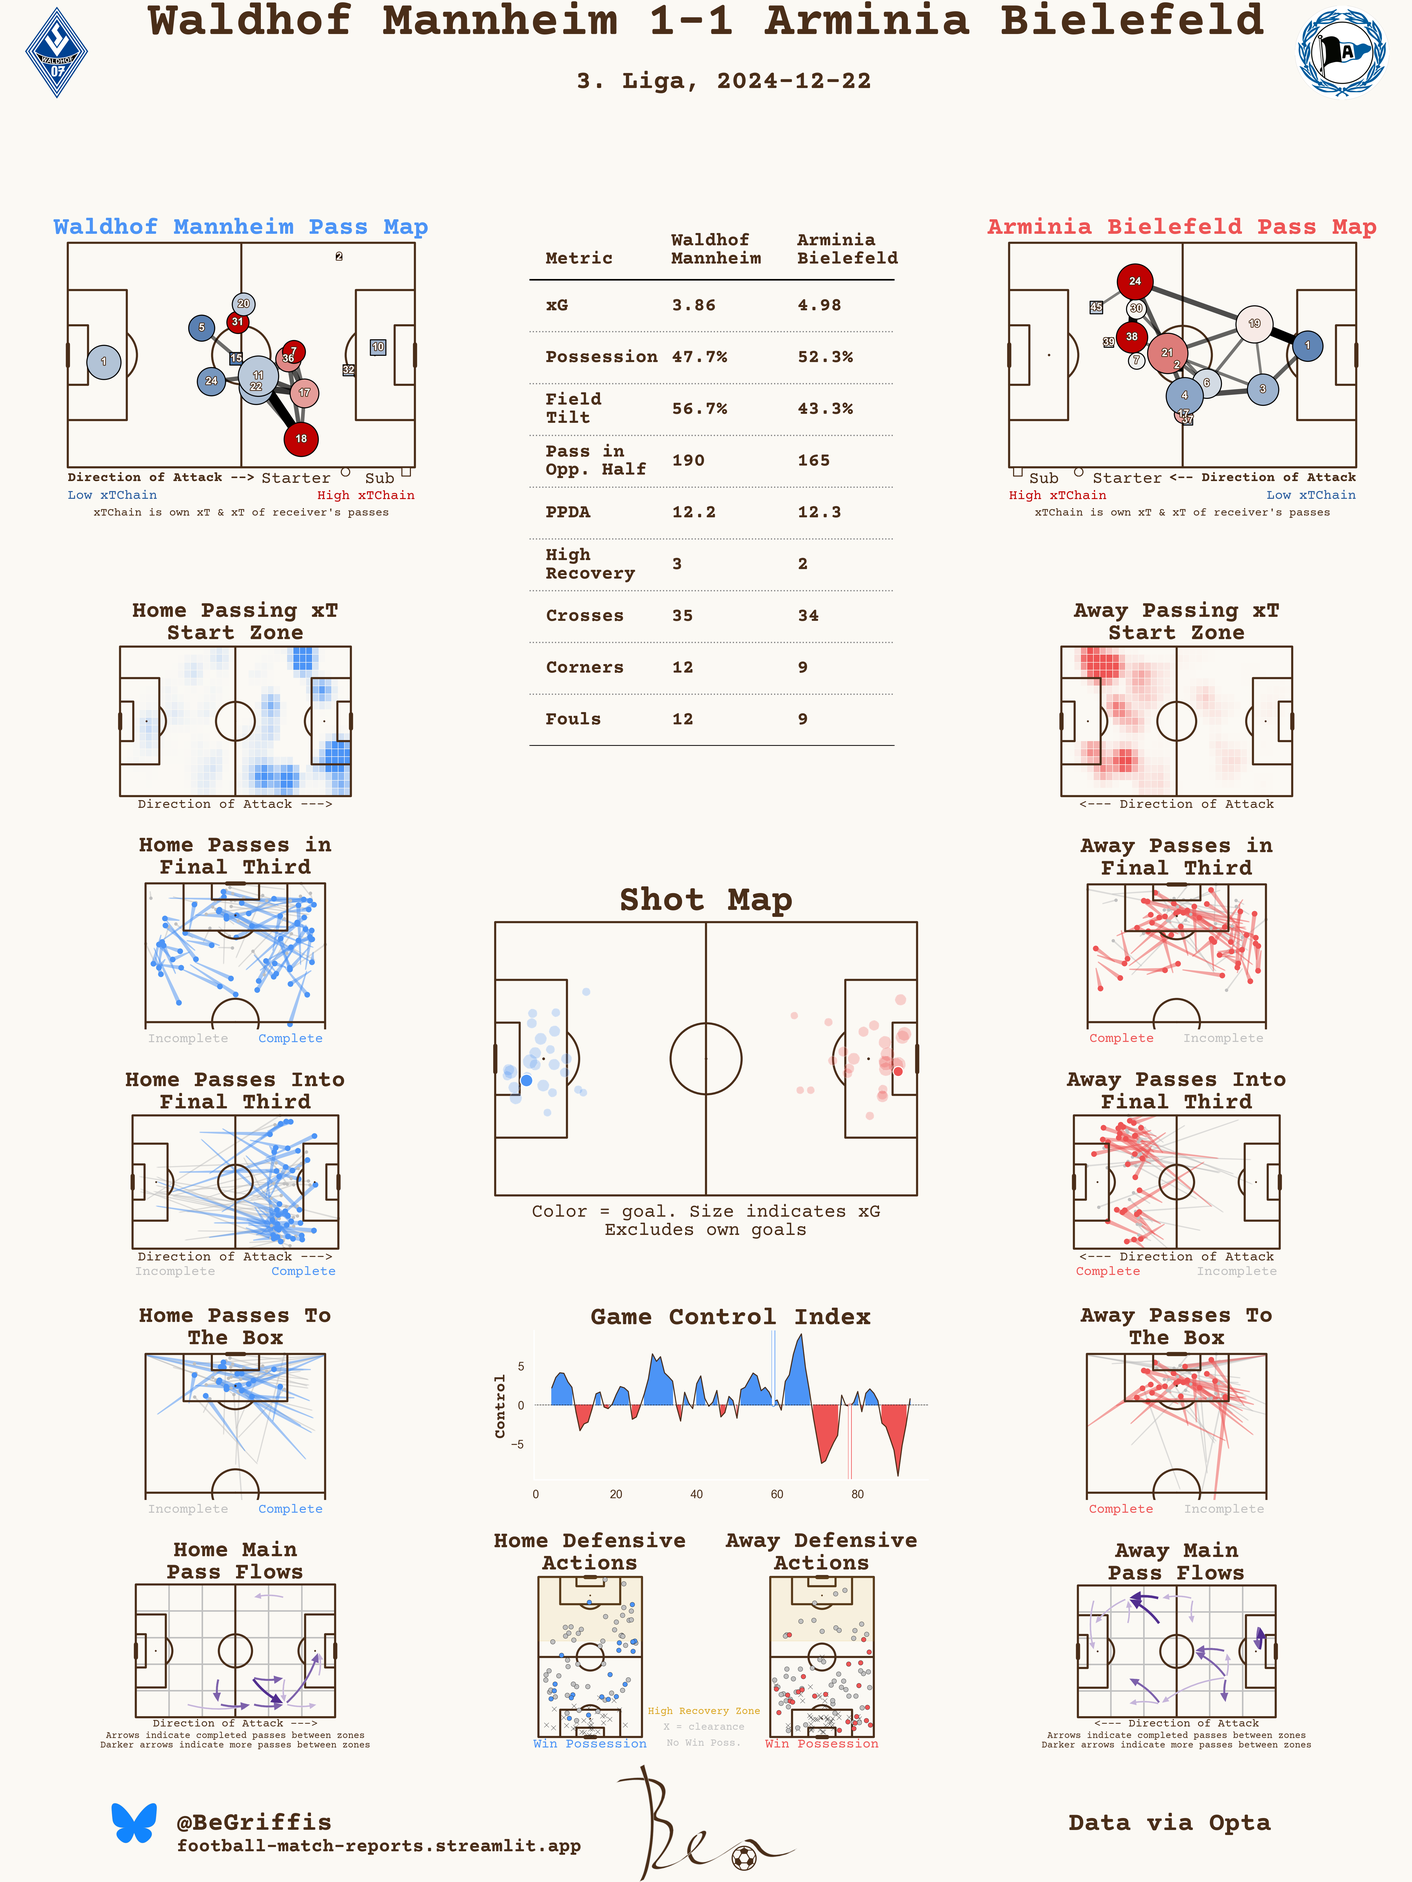 Waldhof Mannheim 1-1 Arminia Bielefeld
3. Liga, 2024-12-22
WALDHOF
07
A
Waldhof Mannheim Pass Map
2
20
31
5
1
15
7
36
10
32
24
11
22
17
18
Direction of Attack --> Starter Sub
Low xTChain High xTChain
xTChain is own xT & xT of receiver's passes
Metric Waldhof Mannheim Arminia Bielefeld
xG 3.86 4.98
Possession 47.7% 52.3%
Field Tilt 56.7% 43.3%
Pass in Opp. Half 190 165
PPDA 12.2 12.3
High Recovery 3 2
Crosses 35 34
Corners 12 9
Fouls 12 9
Arminia Bielefeld Pass Map
24
45
30
19
38
39
1
21
7
2
6
3
4
17
Sub Starter <-- Direction of Attack
High xTChain Low xTChain
xTChain is own xT & xT of receiver's passes
Home Passing xT
Start Zone
Direction of Attack --->
Away Passing xT
Start Zone
<--- Direction of Attack
Home Passes in
Final Third
Incomplete Complete
Away Passes in
Final Third
Complete Incomplete
Shot Map
Color = goal. Size indicates xG
Excludes own goals
Home Passes Into
Final Third
Direction of Attack --->
Incomplete Complete
Away Passes Into
Final Third
<--- Direction of Attack
Complete Incomplete
Home Passes To
The Box
Incomplete Complete
Game Control Index
Control
5
0
−5
0 20 40 60 80
Away Passes To
The Box
Complete Incomplete
Home Main
Pass Flows
Direction of Attack --->
Arrows indicate completed passes between zones
Darker arrows indicate more passes between zones
Home Defensive
Actions
Win Possession
High Recovery Zone
X = clearance
No Win Poss.
Away Defensive
Actions
Win Possession
Away Main
Pass Flows
<--- Direction of Attack
Arrows indicate completed passes between zones
Darker arrows indicate more passes between zones
@BeGriffis
football-match-reports.streamlit.app
Ben
Data via Opta